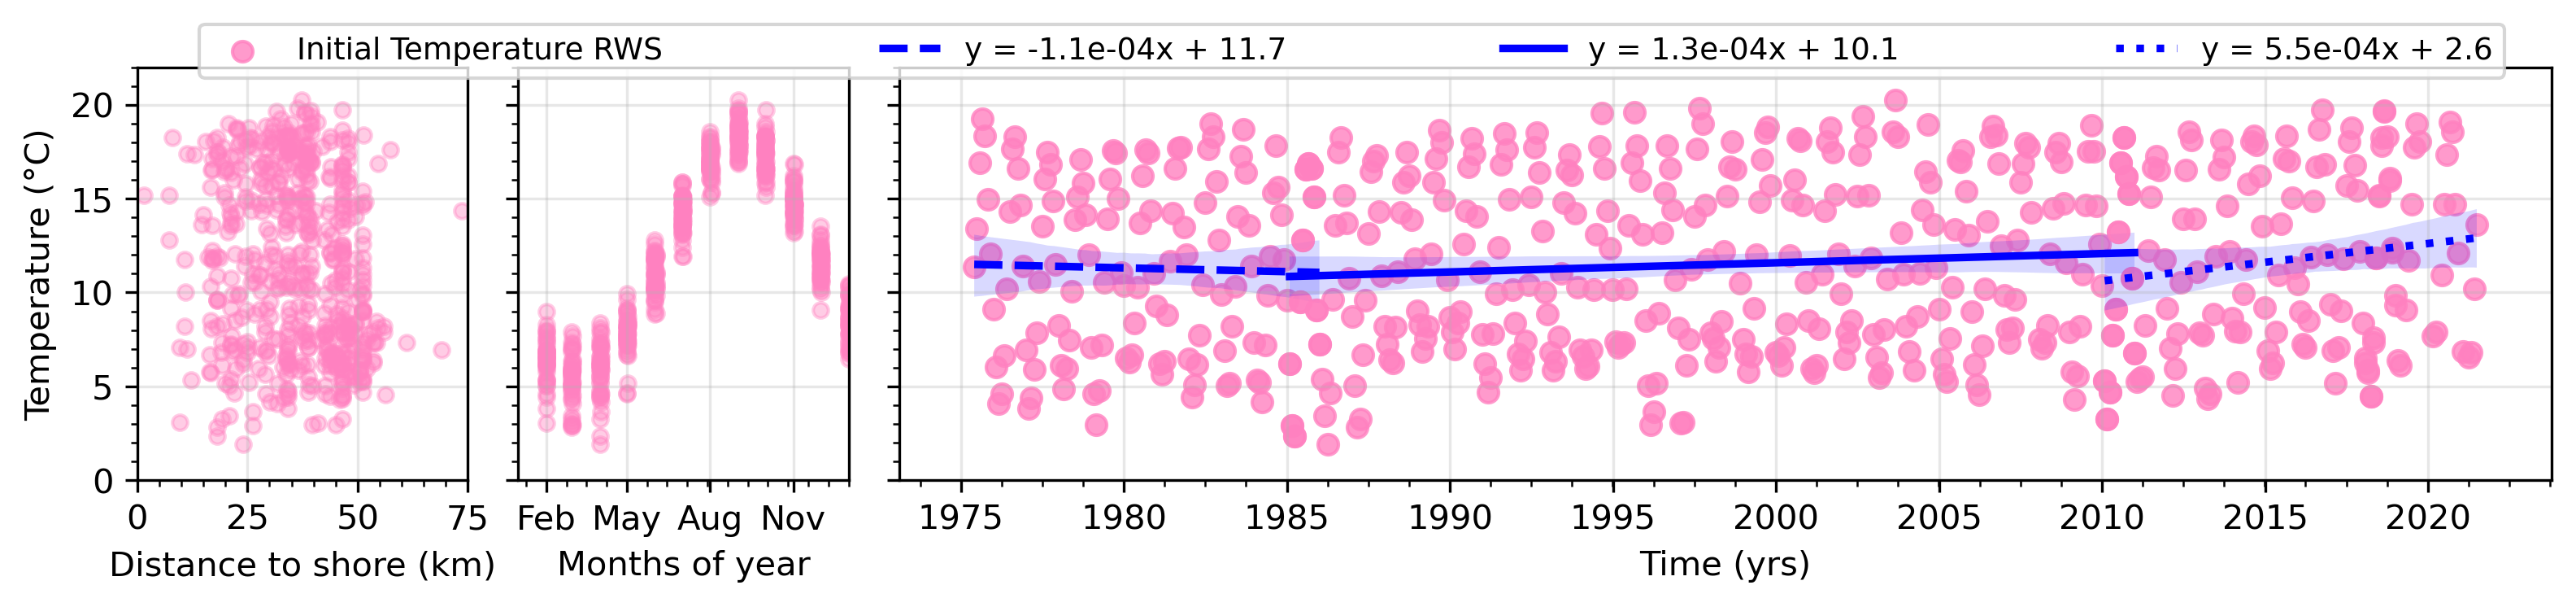 Initial Temperature RWS y = -1.1e-04x + 11.7 y = 1.3e-04x + 10.1 y = 5.5e-04x + 2.6
Temperature (°C)
20
15
10
5
0
0 25 50 75
Distance to shore (km)
Feb May Aug Nov
Months of year
1975 1980 1985 1990 1995 2000 2005 2010 2015 2020
Time (yrs)